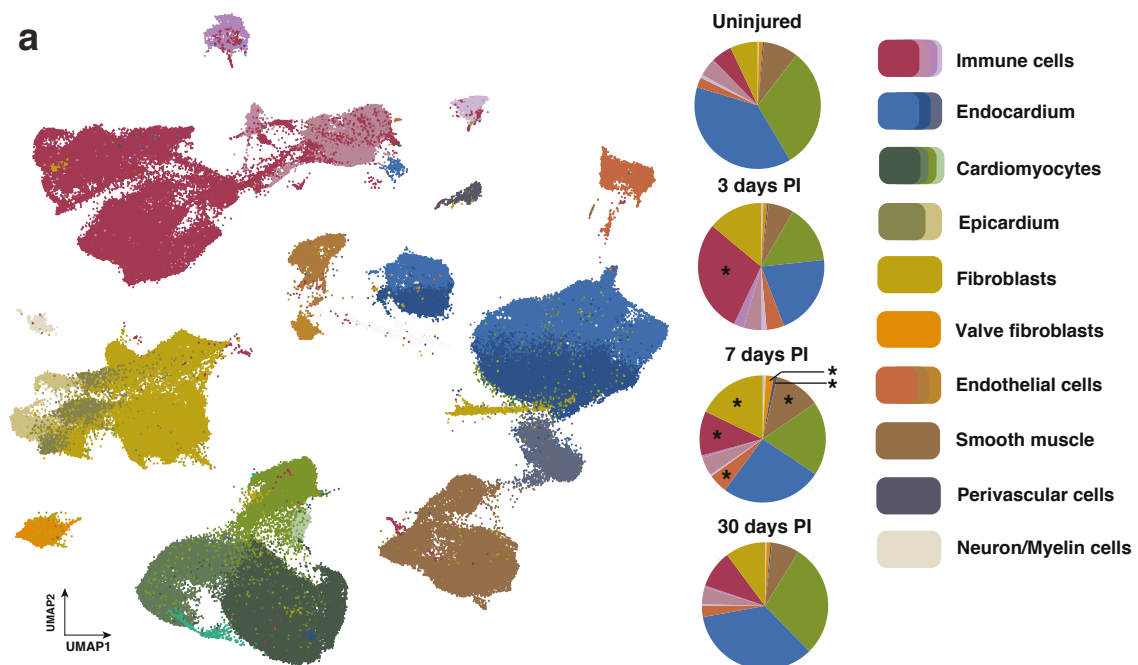 a
Uninjured
3 days PI
*
7 days PI
*
*
*
*
*
*
30 days PI
Immune cells
Endocardium
Cardiomyocytes
Epicardium
Fibroblasts
Valve fibroblasts
Endothelial cells
Smooth muscle
Perivascular cells
Neuron/Myelin cells
UMAP2
UMAP1